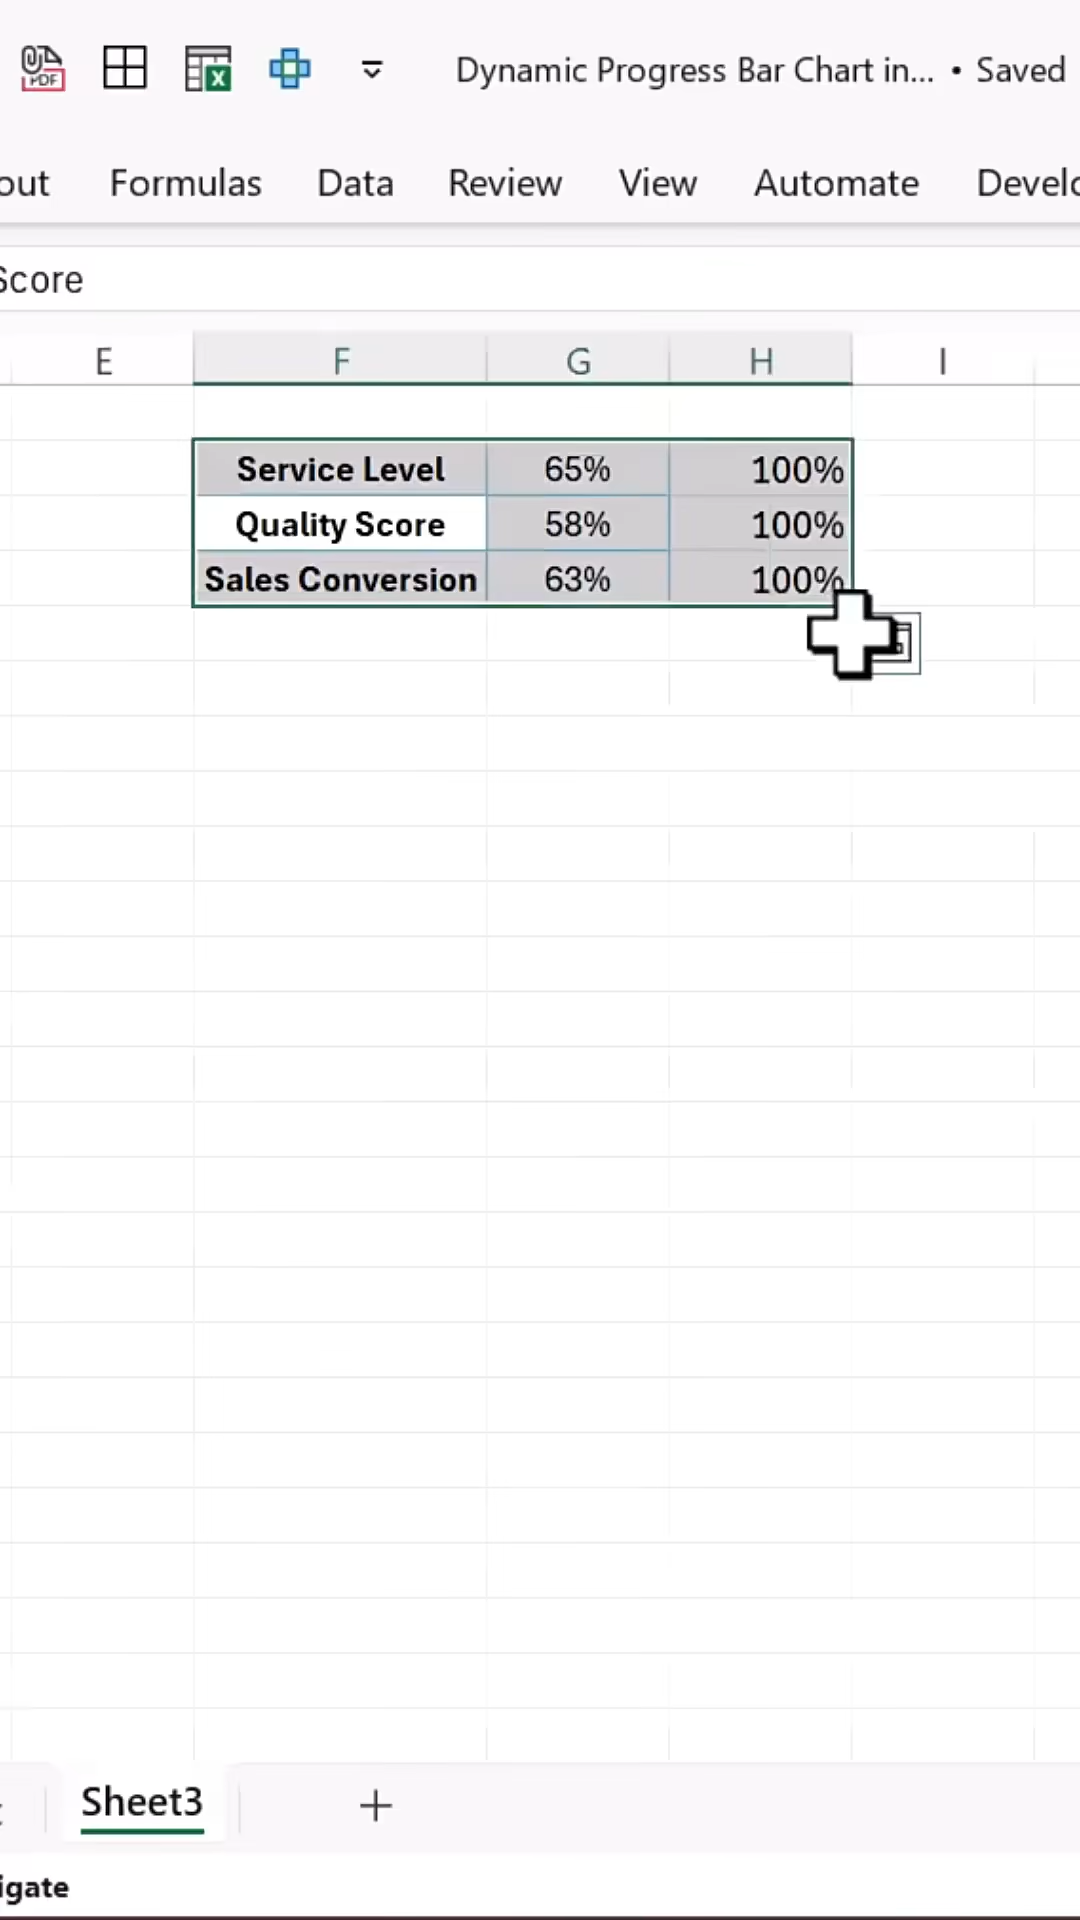 PDF
Dynamic Progress Bar Chart in... • Saved
out Formulas Data Review View Automate Develo
Score
E F G H I
Service Level 65% 100%
Quality Score 58% 100%
Sales Conversion 63% 100%
Sheet3 +
igate